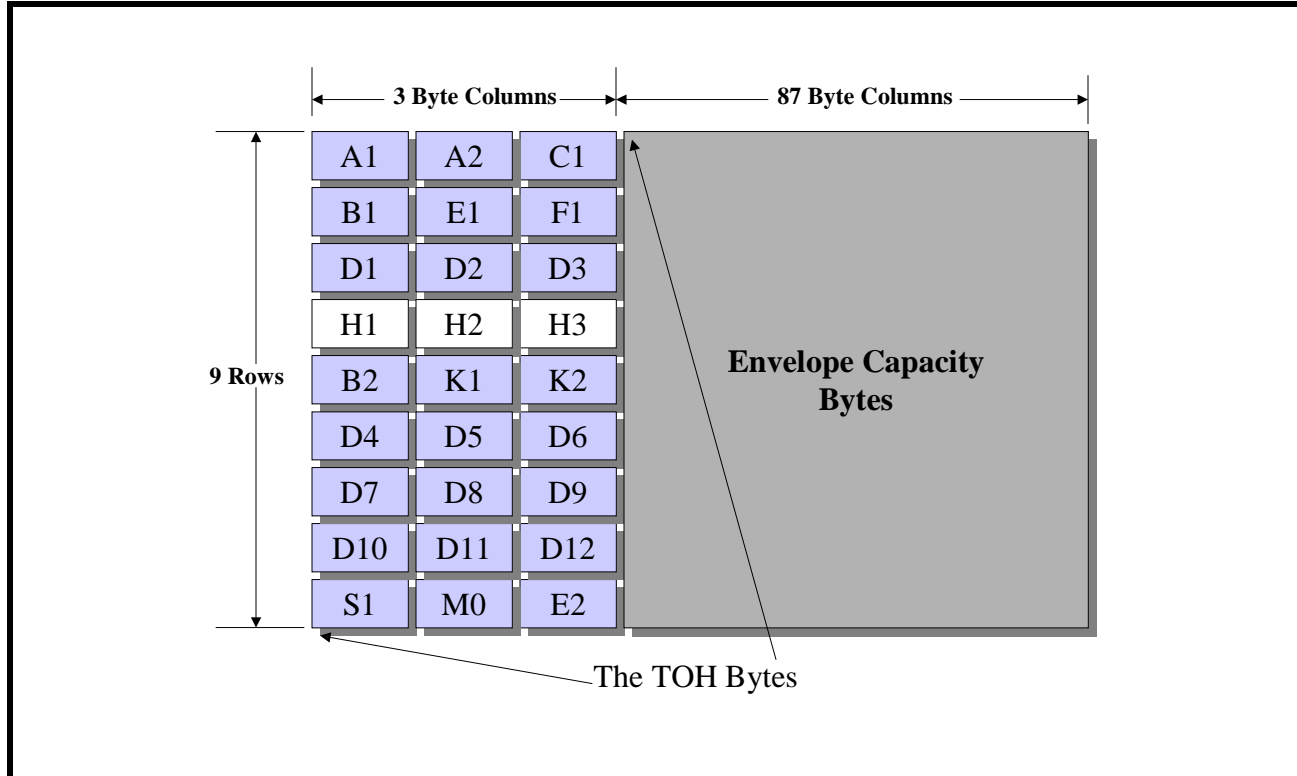 3 Byte Columns 87 Byte Columns
A1 A2 C1
B1 E1 F1
D1 D2 D3
H1 H2 H3
9 Rows
B2 K1 K2
D4 D5 D6
D7 D8 D9
D10 D11 D12
S1 M0 E2
Envelope Capacity
Bytes
The TOH Bytes